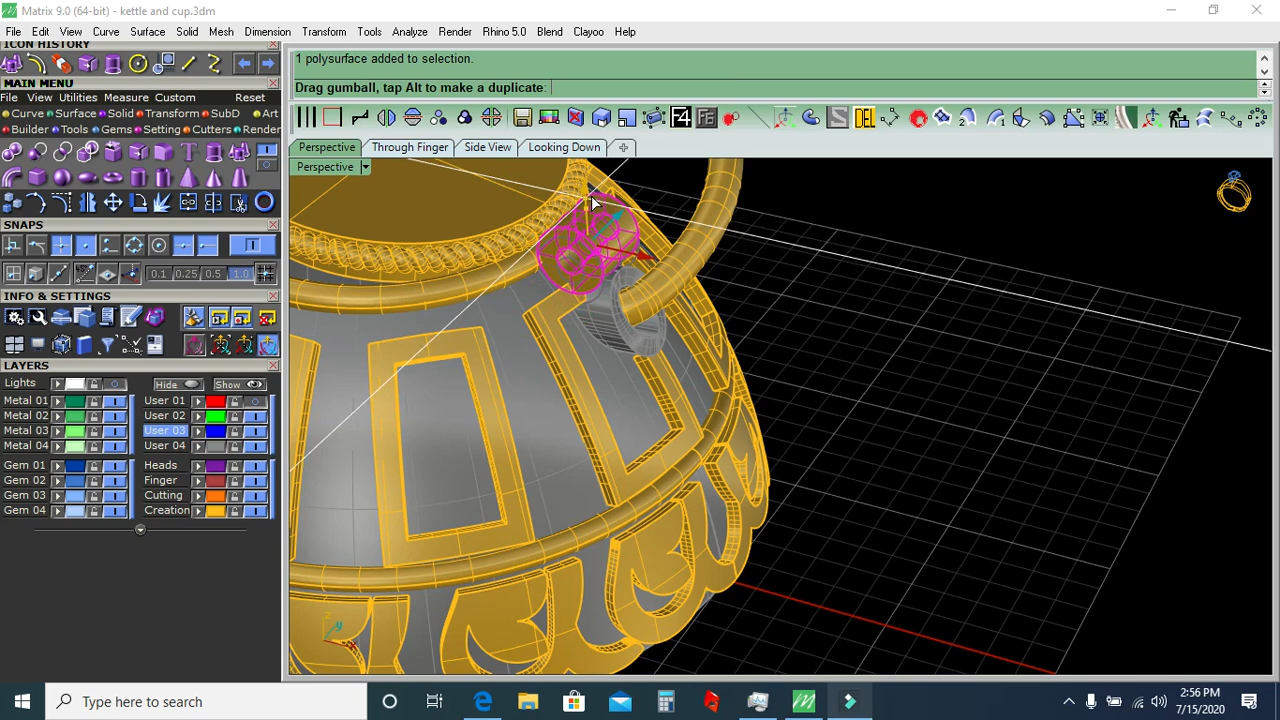 Matrix 9.0 (64-bit) - kettle and cup.3dm
File Edit View Curve Surface Solid Mesh Dimension Transform Tools Analyze Render Rhino 5.0 Blend Clayoo Help
ICON HISTORY
1 polysurface added to selection.
Drag gumball, tap Alt to make a duplicate:
MAIN MENU
File View Utilities Measure Custom Reset
Curve Surface Solid Transform SubD Art
Builder Tools Gems Setting Cutters Render
F4
DEL
Perspective Through Finger Side View Looking Down
Perspective
SNAPS
0.1 0.25 0.5 1.0
INFO & SETTINGS
LAYERS
Lights Hide Show
Metal 01 User 01
Metal 02 User 02
Metal 03 User 03
Metal 04 User 04
Gem 01 Heads
Gem 02 Finger
Gem 03 Cutting
Gem 04 Creation
z
y
x
Type here to search
2:56 PM
7/15/2020